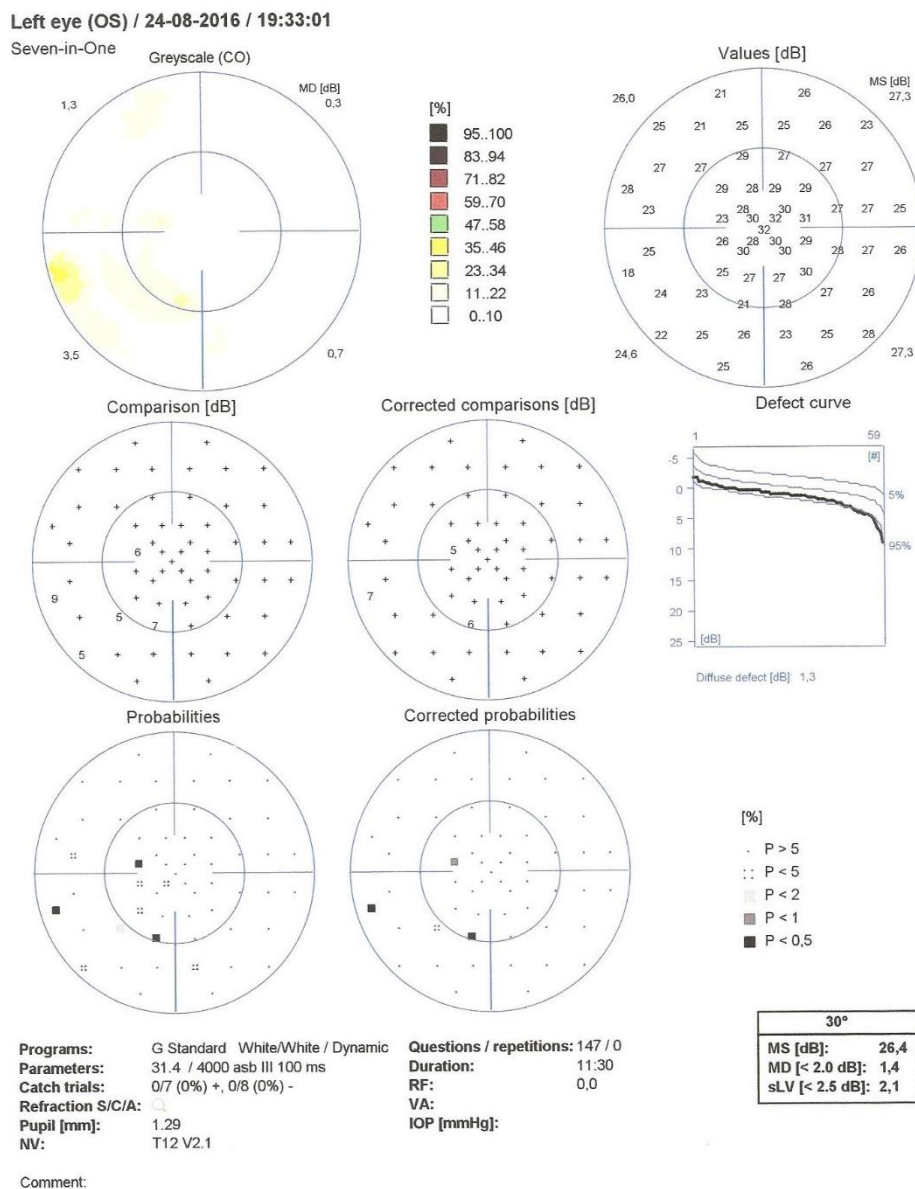 Left eye (OS) / 24-08-2016 / 19:33:01
Seven-in-One
Greyscale (CO)
MD [dB]
1,3
0,3
3,5
0,7
[%]
95..100
83..94
71..82
59..70
47..58
35..46
23..34
11..22
0..10
Values [dB]
MS [dB]
26,0
27,3
21 26
25 21 25 25 26 23
29 27
27 27 27 27
28 29 28 29 29
23 28 30 27 27 25
23 30 32 31
32
26 28 30 29
25 30 30 28 27 26
18 25 27 27 30
24 23 27 26
21 28
22 25 26 23 25 28
25 26
24,6
27,3
Comparison [dB]
6
9
5
7
5
Corrected comparisons [dB]
5
7
6
Defect curve
1 59
[#]
-5
0
5
10
15
20
25
5%
95%
[dB]
Diffuse defect [dB]: 1,3
Probabilities
Corrected probabilities
[%]
P > 5
P < 5
P < 2
P < 1
P < 0,5
Programs: G Standard White/White / Dynamic
Parameters: 31.4 / 4000 asb III 100 ms
Catch trials: 0/7 (0%) +, 0/8 (0%) -
Refraction S/C/A:
Pupil [mm]: 1.29
NV: T12 V2.1
Questions / repetitions: 147 / 0
Duration: 11:30
RF: 0,0
VA:
IOP [mmHg]:
30°
MS [dB]: 26,4
MD [< 2.0 dB]: 1,4
sLV [< 2.5 dB]: 2,1
Comment: